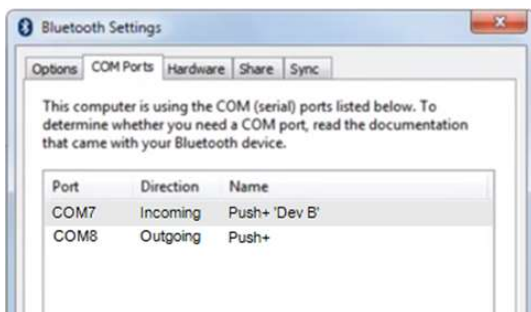 Bluetooth Settings
Options COM Ports Hardware Share Sync
This computer is using the COM (serial) ports listed below. To
determine whether you need a COM port, read the documentation
that came with your Bluetooth device.
Port Direction Name
COM7 Incoming Push+ 'Dev B'
COM8 Outgoing Push+